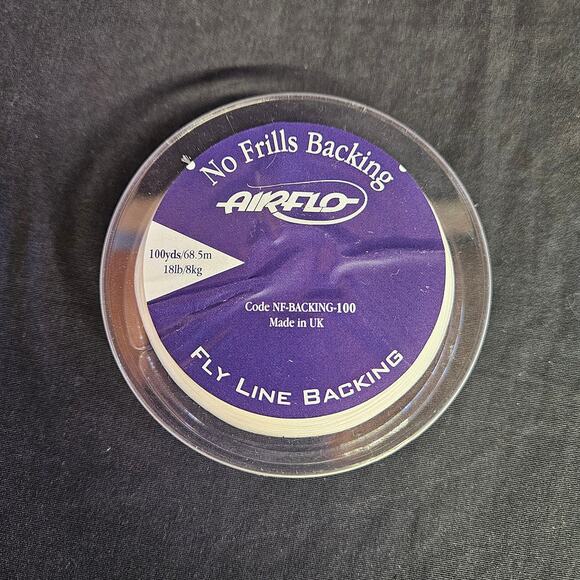 No Frills Backing
AIRFLO
100yds/68.5m
18lb/8kg
Code NF-BACKING-100
Made in UK
FLY LINE BACKING